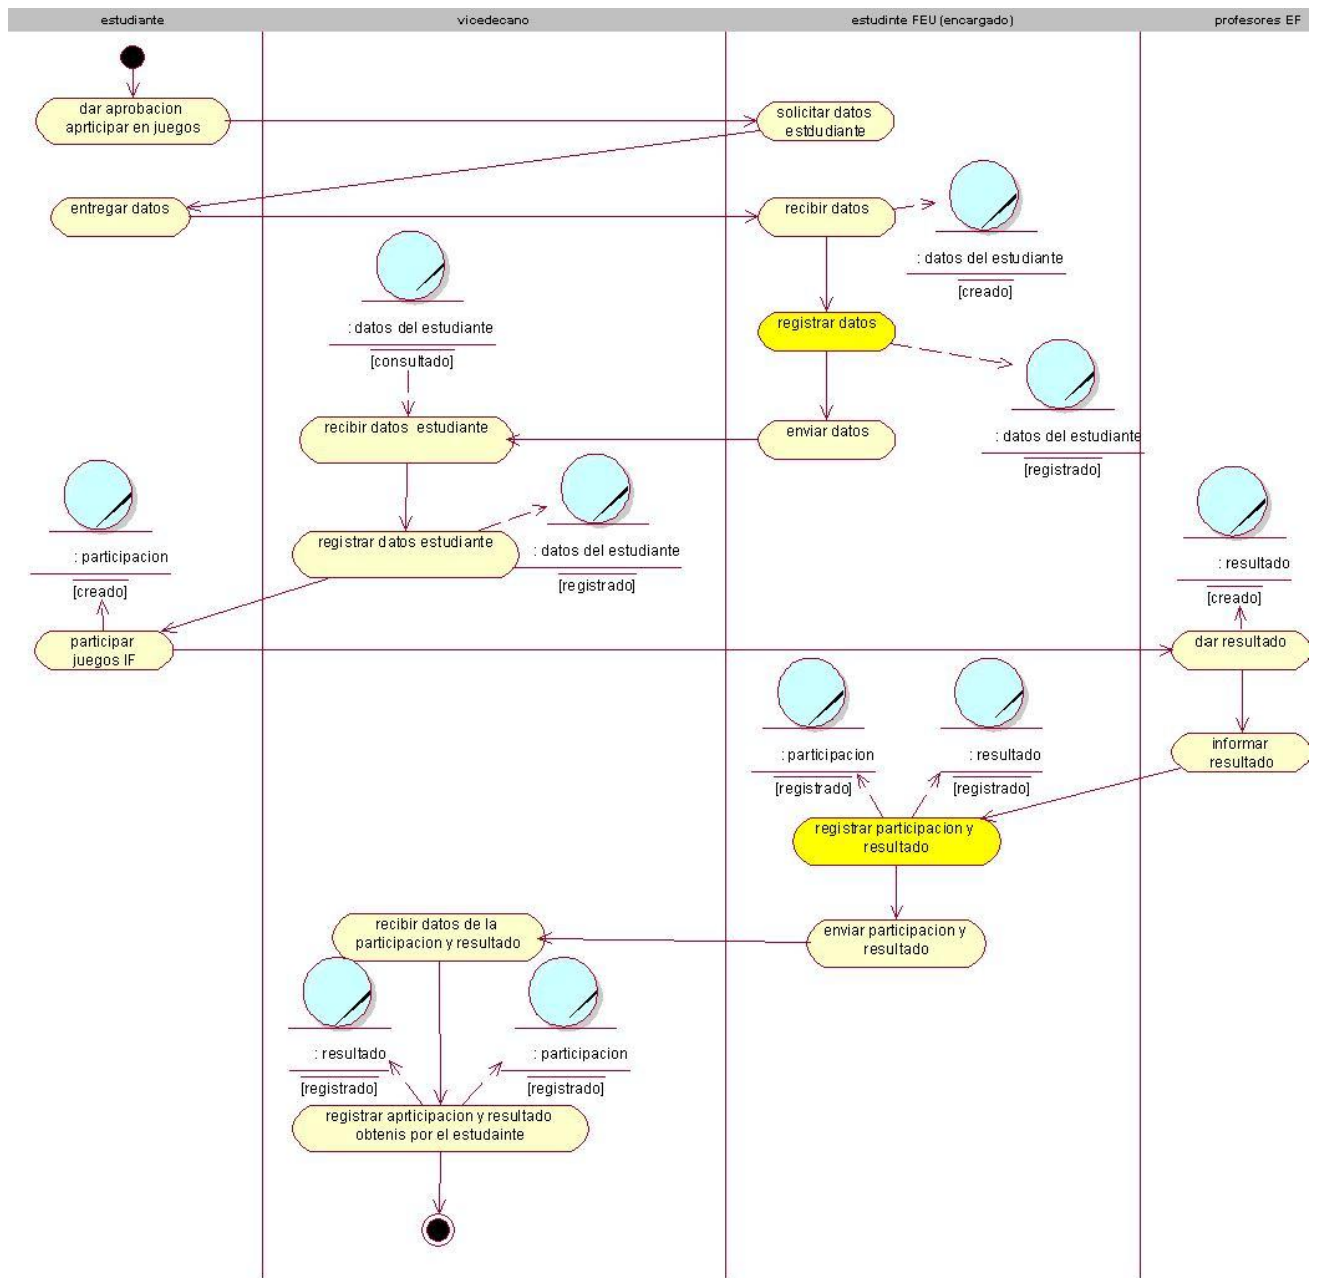 estudiante
vicedecano
estudinte FEU (encargado)
profesores EF
dar aprobacion
aprticipar en juegos
solicitar datos
estdudiante
entregar datos
recibir datos
: datos del estudiante
[creado]
: datos del estudiante
[consultado]
registrar datos
recibir datos estudiante
enviar datos
: datos del estudiante
[registrado]
registrar datos estudiante
: datos del estudiante
[registrado]
: participacion
[creado]
: resultado
[creado]
participar
juegos IF
dar resultado
informar
resultado
: participacion
[registrado]
: resultado
[registrado]
registrar participacion y
resultado
recibir datos de la
participacion y resultado
enviar participacion y
resultado
: resultado
[registrado]
: participacion
[registrado]
registrar aprticipacion y resultado
obtenis por el estudainte